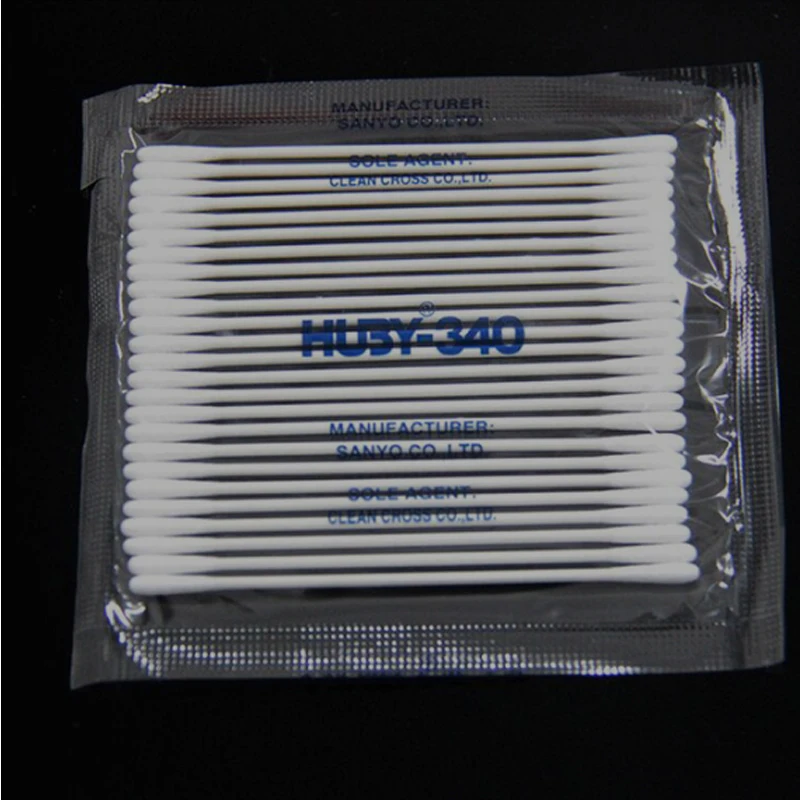 MANUFACTURER:
SANYO CO.,LTD.
SOLE AGENT:
CLEAN CROSS CO.,LTD.
HUBY-340®
MANUFACTURER:
SANYO CO.,LTD.
SOLE AGENT:
CLEAN CROSS CO.,LTD.